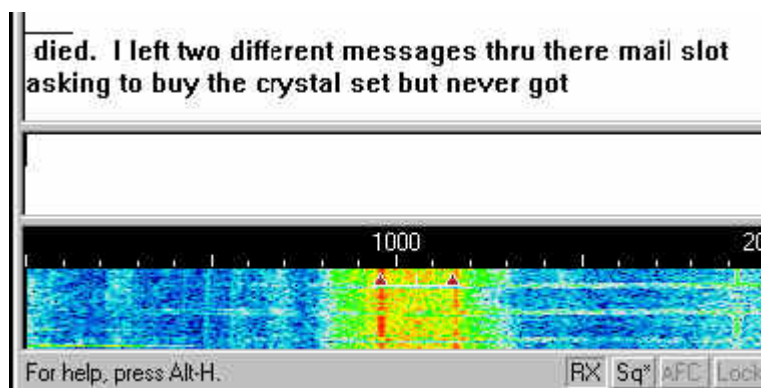 died. I left two different messages thru there mail slot
asking to buy the crystal set but never got
1000
For help, press Alt-H. RX Sq* AFC Lock